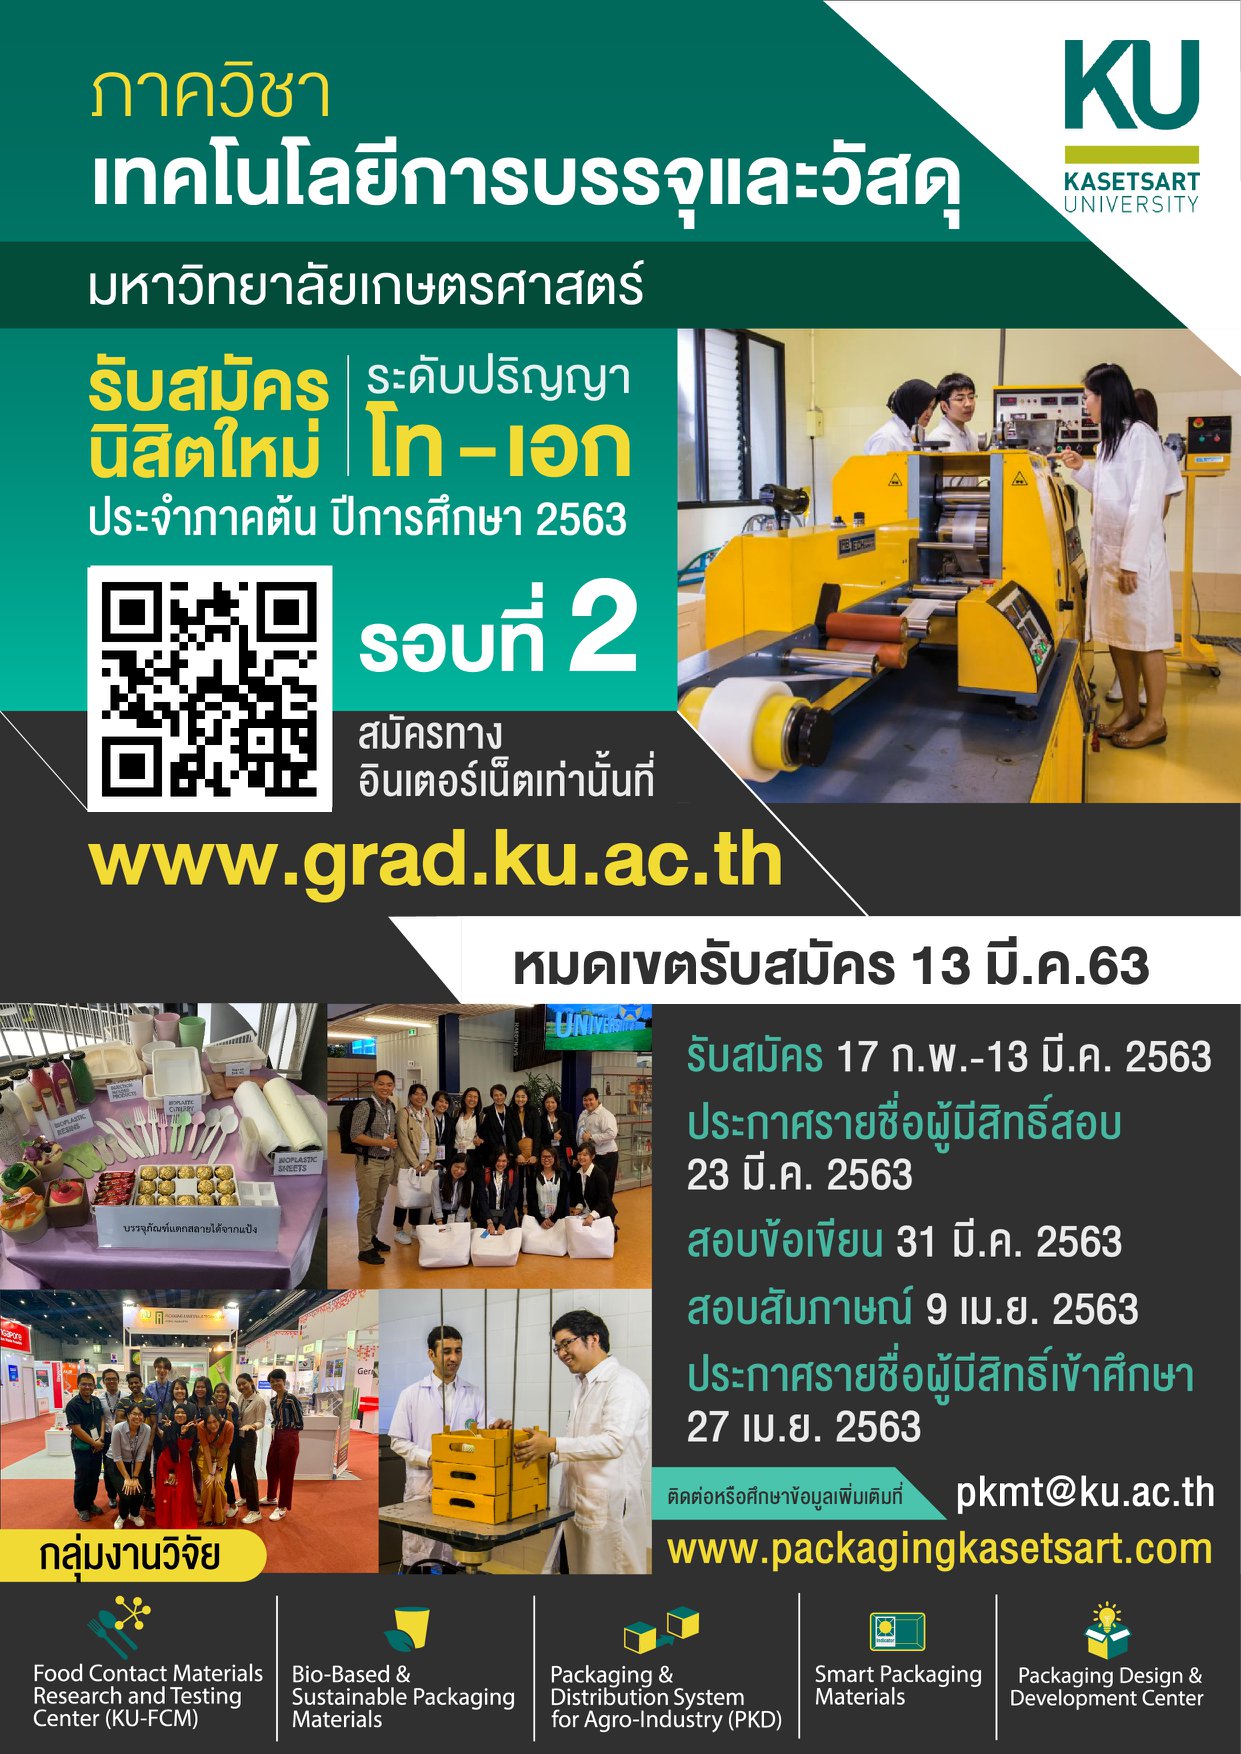 ภาควิชา
เทคโนโลยีการบรรจุและวัสดุ
KU
KASETSART
UNIVERSITY
มหาวิทยาลัยเกษตรศาสตร์
รับสมัคร
นิสิตใหม่
ระดับปริญญา
โท – เอก
ประจำภาคต้น ปีการศึกษา 2563
รอบที่ 2
สมัครทาง
อินเตอร์เน็ตเท่านั้นที่
www.grad.ku.ac.th
หมดเขตรับสมัคร 13 มี.ค.63
รับสมัคร 17 ก.พ.-13 มี.ค. 2563
ประกาศรายชื่อผู้มีสิทธิ์สอบ
23 มี.ค. 2563
สอบข้อเขียน 31 มี.ค. 2563
สอบสัมภาษณ์ 9 เม.ย. 2563
ประกาศรายชื่อผู้มีสิทธิ์เข้าศึกษา
27 เม.ย. 2563
ติดต่อหรือศึกษาข้อมูลเพิ่มเติมที่
pkmt@ku.ac.th
www.packagingkasetsart.com
BIOPLASTIC
RESINS
BIOPLASTIC
CUTLERY
BIOPLASTIC
SHEETS
บรรจุภัณฑ์แตกสลายได้จากแป้ง
กลุ่มงานวิจัย
Food Contact Materials
Research and Testing
Center (KU-FCM)
Bio-Based &
Sustainable Packaging
Materials
Packaging &
Distribution System
for Agro-Industry (PKD)
Indicator
Smart Packaging
Materials
Packaging Design &
Development Center